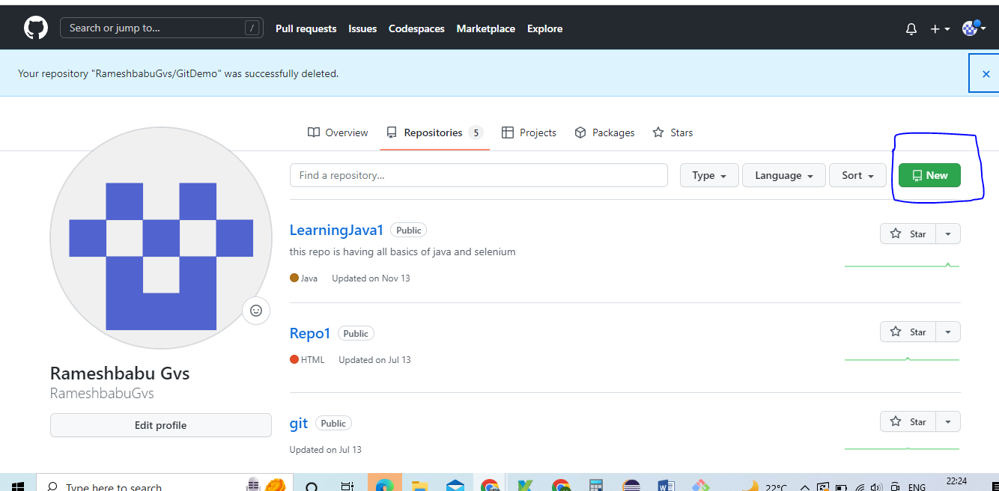 Search or jump to... / Pull requests Issues Codespaces Marketplace Explore
Your repository "RameshbabuGvs/GitDemo" was successfully deleted.
Overview Repositories 5 Projects Packages Stars
Find a repository... Type Language Sort New
LearningJava1 Public Star
this repo is having all basics of java and selenium
Java Updated on Nov 13
Repo1 Public Star
HTML Updated on Jul 13
Rameshbabu Gvs
RameshbabuGvs
Edit profile
git Public Star
Updated on Jul 13
Type here to search 22°C ENG 22:24